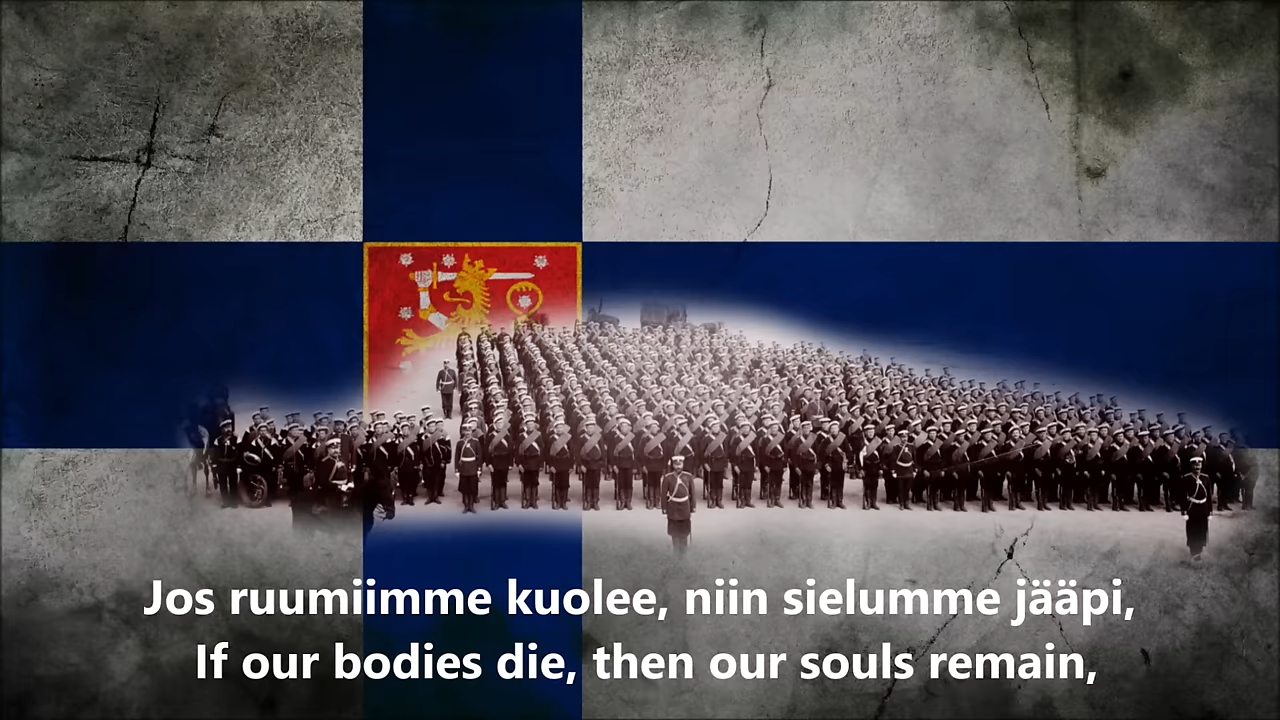 Jos ruumiimme kuolee, niin sielumme jääpi,
If our bodies die, then our souls remain,